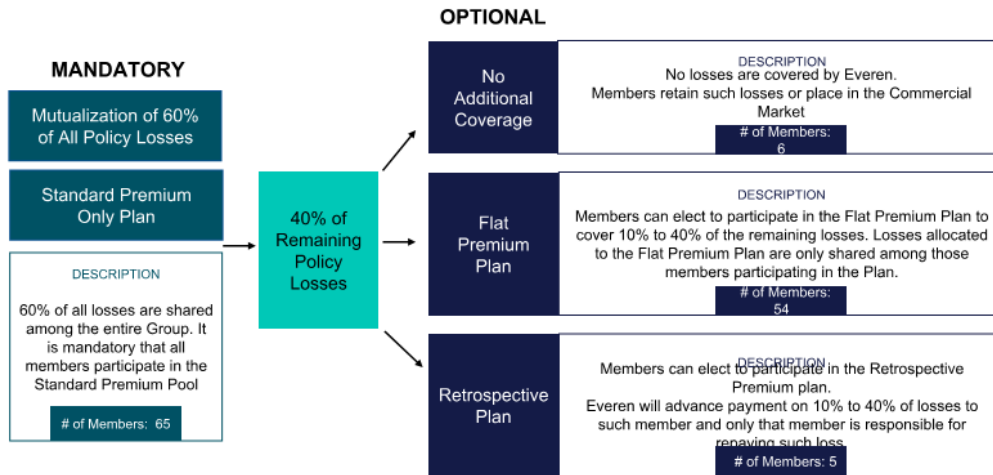 MANDATORY
Mutualization of 60%
of All Policy Losses
Standard Premium
Only Plan
DESCRIPTION
60% of all losses are shared
among the entire Group. It
is mandatory that all
members participate in the
Standard Premium Pool
# of Members: 65
40% of
Remaining
Policy
Losses
OPTIONAL
No
Additional
Coverage
DESCRIPTION
No losses are covered by Everen.
Members retain such losses or place in the Commercial
Market
# of Members:
6
Flat
Premium
Plan
DESCRIPTION
Members can elect to participate in the Flat Premium Plan to
cover 10% to 40% of the remaining losses. Losses allocated
to the Flat Premium Plan are only shared among those
members participating in the Plan.
# of Members:
54
Retrospective
Plan
DESCRIPTION
Members can elect to participate in the Retrospective
Premium plan.
Everen will advance payment on 10% to 40% of losses to
such member and only that member is responsible for
repaying such loss
# of Members: 5